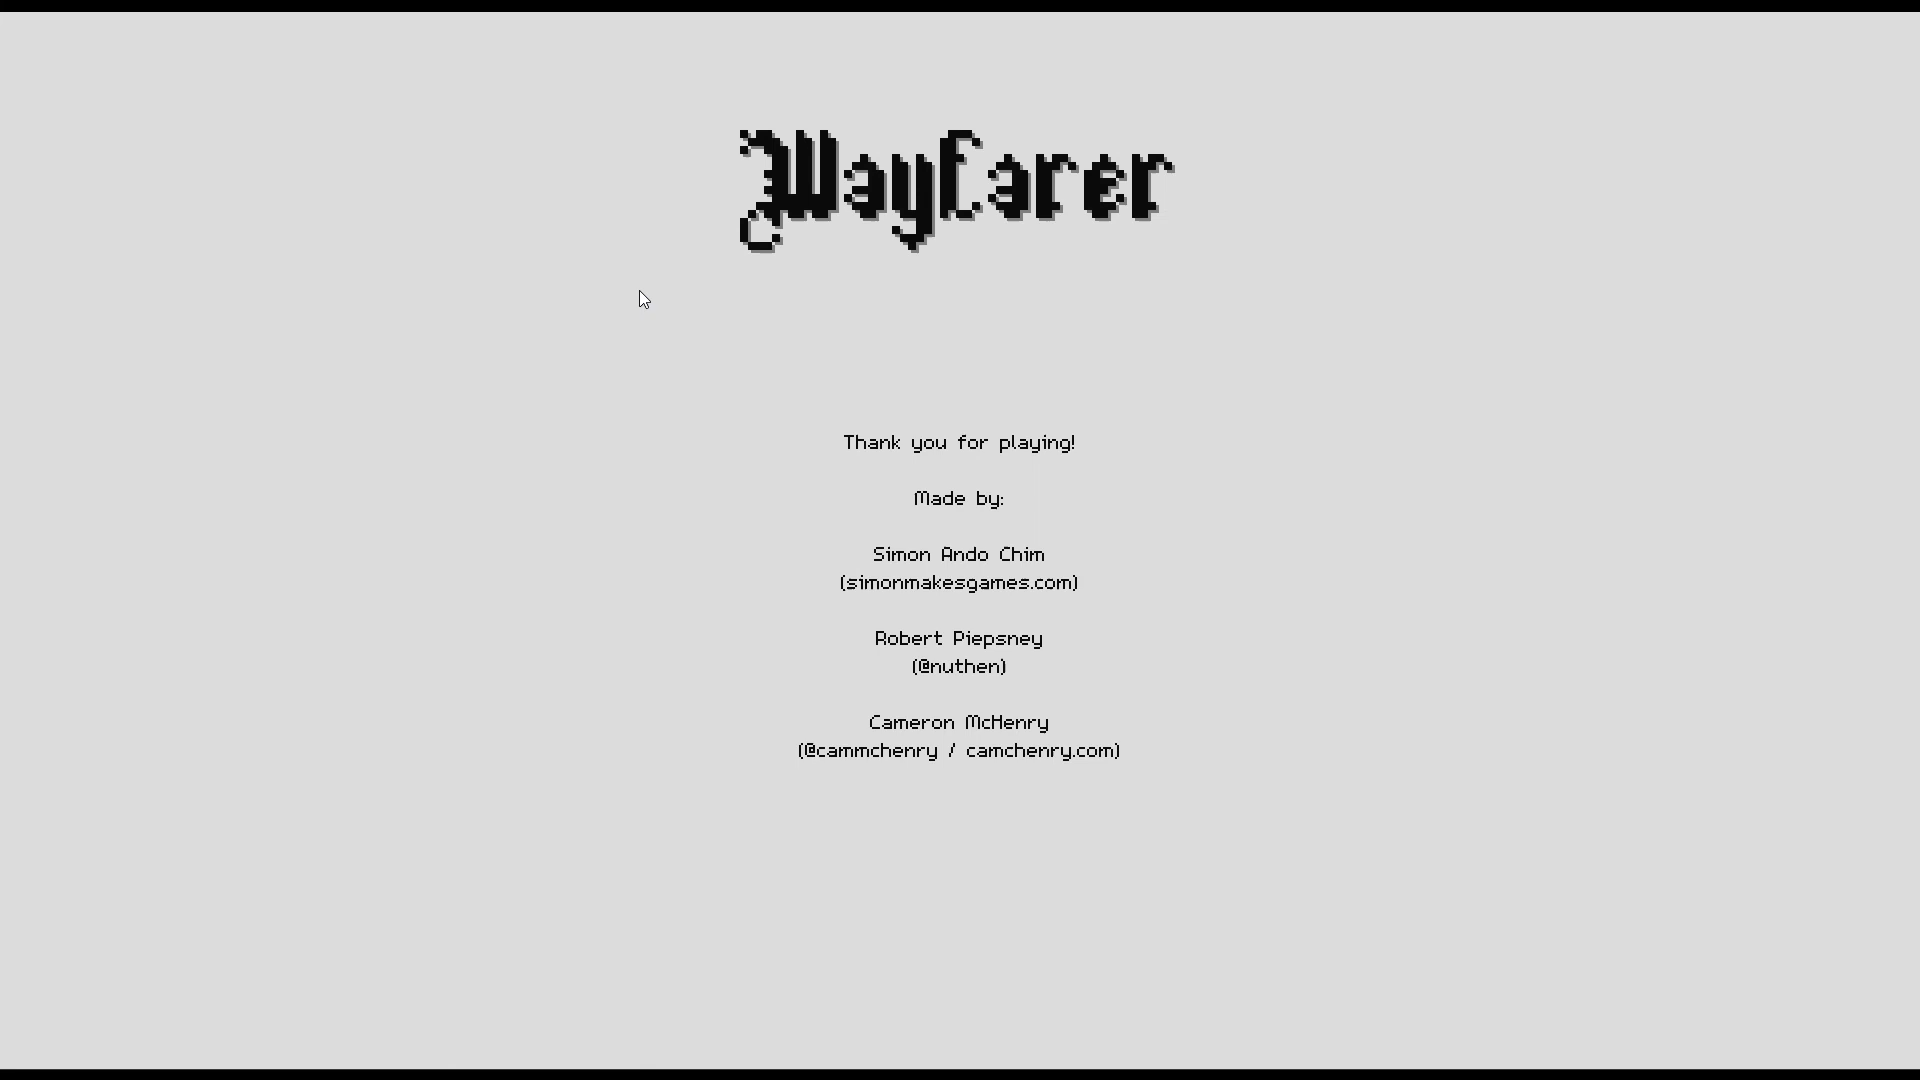 Wayfarer
Thank you for playing!
Made by:
Simon Ando Chim
(simonmakesgames.com)
Robert Piepsney
(@nuthen)
Cameron McHenry
(@cammchenry / camchenry.com)